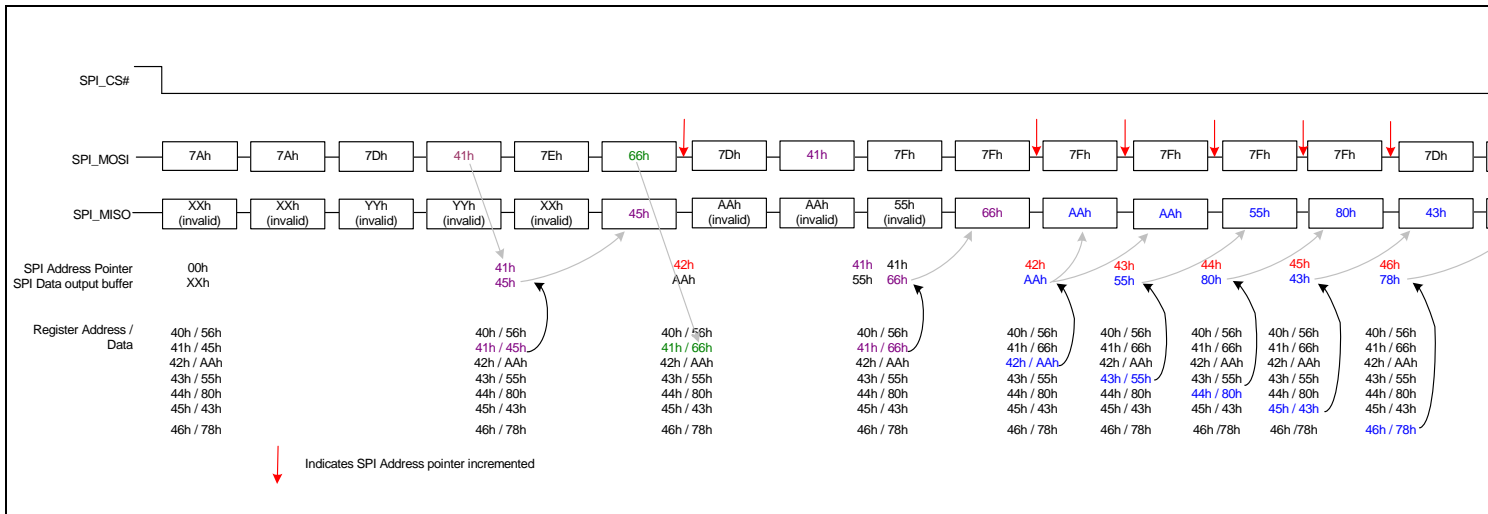 SPI_CS#
SPI_MOSI 7Ah 7Ah 7Dh 41h 7Eh 66h 7Dh 41h 7Fh 7Fh 7Fh 7Fh 7Fh 7Fh 7Dh
XXh XXh YYh YYh XXh AAh AAh 55h
SPI_MISO (invalid) (invalid) (invalid) (invalid) (invalid) 45h (invalid) (invalid) (invalid) 66h AAh AAh 55h 80h 43h
SPI Address Pointer 00h 41h 42h 41h 41h 42h 43h 44h 45h 46h
SPI Data output buffer XXh 45h AAh 55h 66h AAh 55h 80h 43h 78h
Register Address / 40h / 56h 40h / 56h 40h / 56h 40h / 56h 40h / 56h 40h / 56h 40h / 56h 40h / 56h 40h / 56h
Data 41h / 45h 41h / 45h 41h / 66h 41h / 66h 41h / 66h 41h / 66h 41h / 66h 41h / 66h 41h / 66h
42h / AAh 42h / AAh 42h / AAh 42h / AAh 42h / AAh 42h / AAh 42h / AAh 42h / AAh 42h / AAh
43h / 55h 43h / 55h 43h / 55h 43h / 55h 43h / 55h 43h / 55h 43h / 55h 43h / 55h 43h / 55h
44h / 80h 44h / 80h 44h / 80h 44h / 80h 44h / 80h 44h / 80h 44h / 80h 44h / 80h 44h / 80h
45h / 43h 45h / 43h 45h / 43h 45h / 43h 45h / 43h 45h / 43h 45h / 43h 45h / 43h 45h / 43h
46h / 78h 46h / 78h 46h / 78h 46h / 78h 46h / 78h 46h / 78h 46h /78h 46h /78h 46h / 78h
Indicates SPI Address pointer incremented